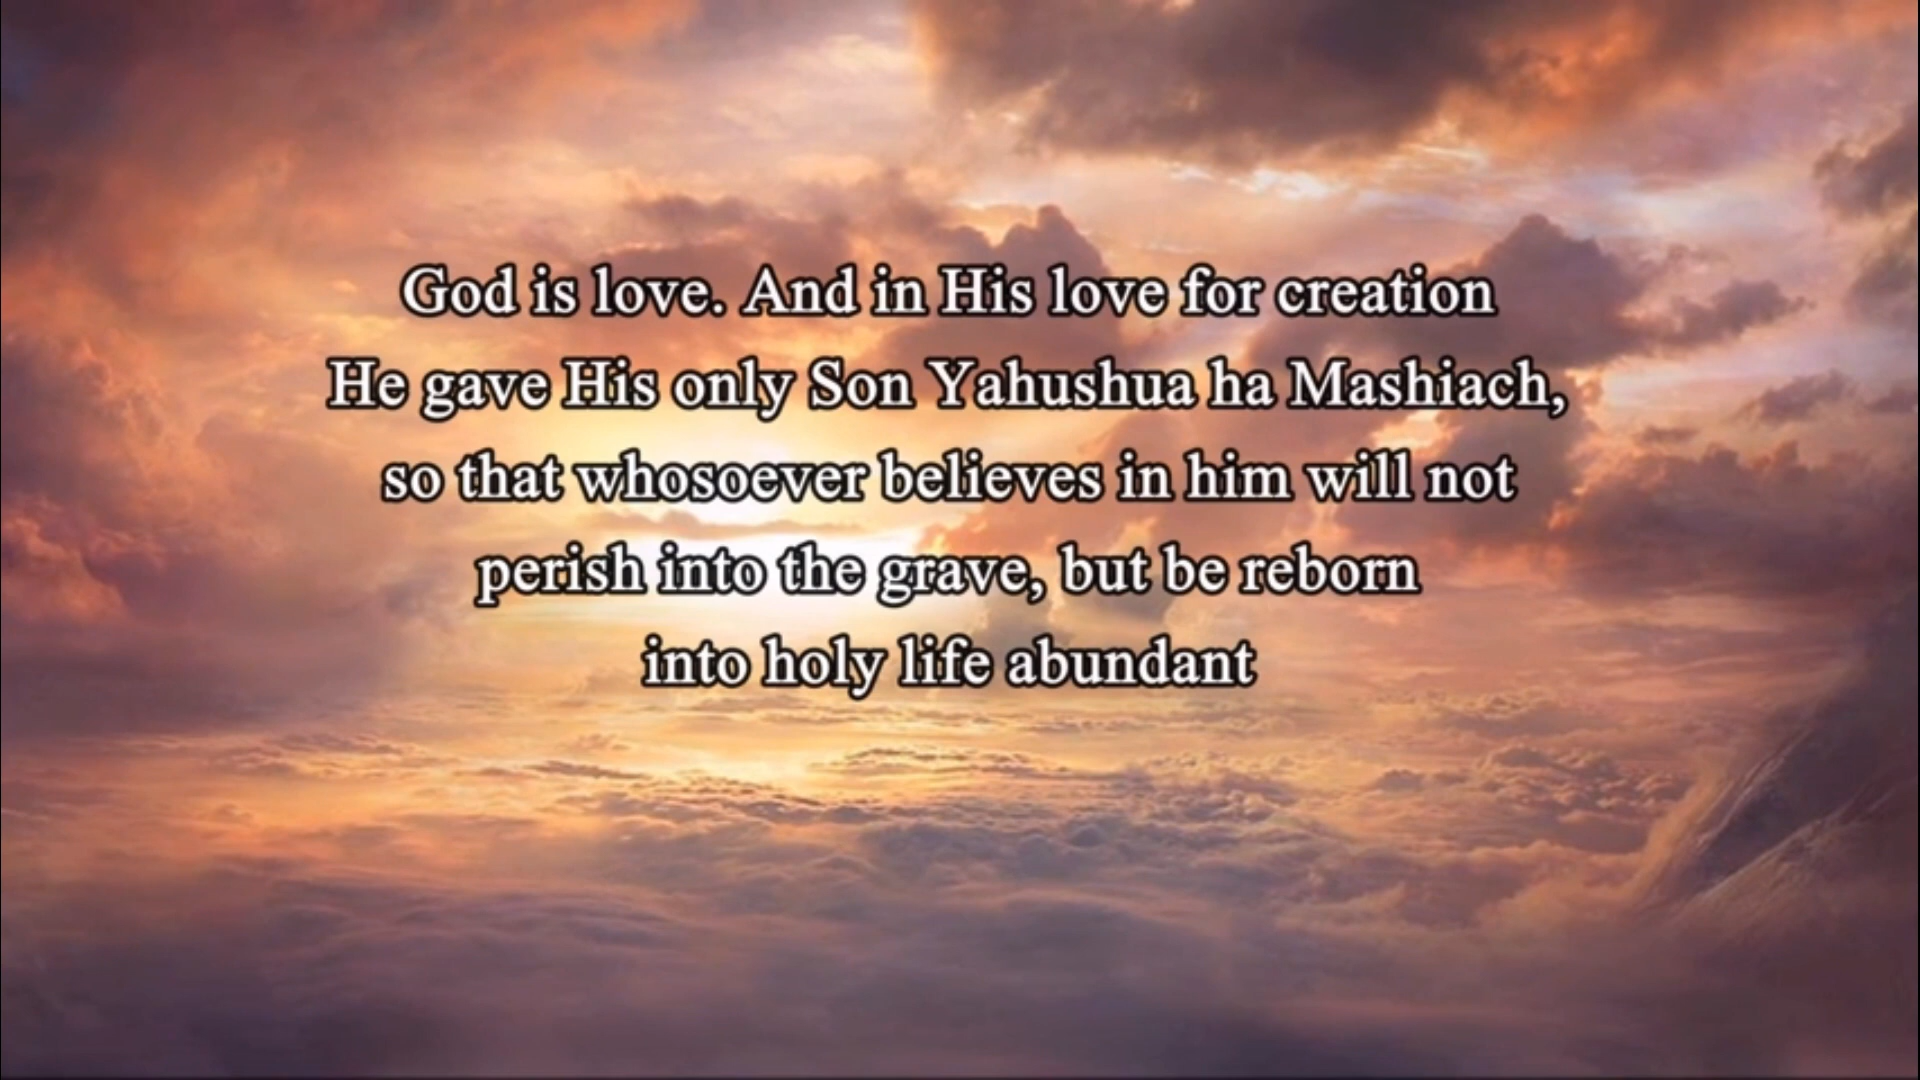 God is love. And in His love for creation
He gave His only Son Yahushua ha Mashiach,
so that whosoever believes in him will not
perish into the grave, but be reborn
into holy life abundant